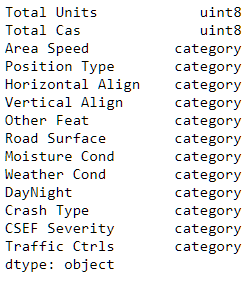 Total Units uint8
Total Cas uint8
Area Speed category
Position Type category
Horizontal Align category
Vertical Align category
Other Feat category
Road Surface category
Moisture Cond category
Weather Cond category
DayNight category
Crash Type category
CSEF Severity category
Traffic Ctrls category
dtype: object